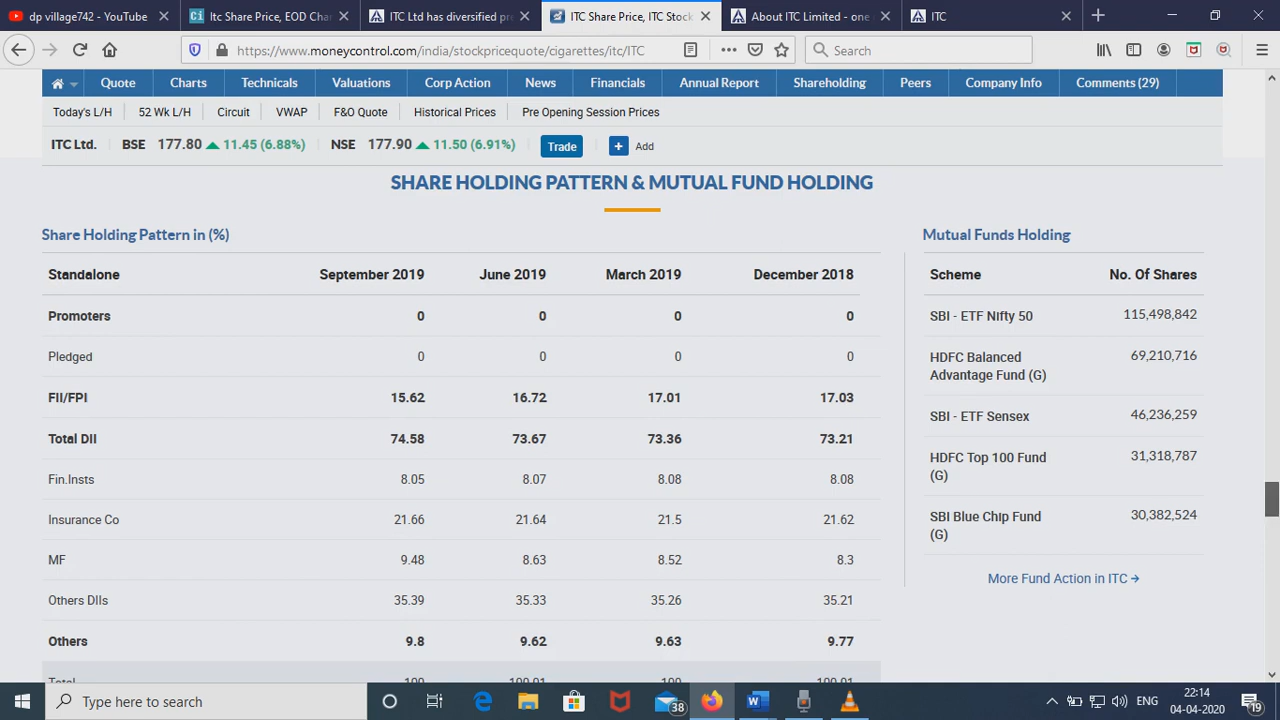 dp village742 - YouTube
Itc Share Price, EOD Cha
ITC Ltd has diversified pre
ITC Share Price, ITC Stock
About ITC Limited - one
ITC
https://www.moneycontrol.com/india/stockpricequote/cigarettes/itc/ITC
Search
Quote Charts Technicals Valuations Corp Action News Financials Annual Report Shareholding Peers Company Info Comments (29)
Today's L/H 52 Wk L/H Circuit VWAP F&O Quote Historical Prices Pre Opening Session Prices
ITC Ltd. BSE 177.80 11.45 (6.88%) NSE 177.90 11.50 (6.91%) Trade + Add
SHARE HOLDING PATTERN & MUTUAL FUND HOLDING
Share Holding Pattern in (%)
Standalone September 2019 June 2019 March 2019 December 2018
Promoters 0 0 0 0
Pledged 0 0 0 0
FII/FPI 15.62 16.72 17.01 17.03
Total DII 74.58 73.67 73.36 73.21
Fin.Insts 8.05 8.07 8.08 8.08
Insurance Co 21.66 21.64 21.5 21.62
MF 9.48 8.63 8.52 8.3
Others DIIs 35.39 35.33 35.26 35.21
Others 9.8 9.62 9.63 9.77
Total 100 100.01 100 100.01
Mutual Funds Holding
Scheme No. Of Shares
SBI - ETF Nifty 50 115,498,842
HDFC Balanced 69,210,716
Advantage Fund (G)
SBI - ETF Sensex 46,236,259
HDFC Top 100 Fund 31,318,787
(G)
SBI Blue Chip Fund 30,382,524
(G)
More Fund Action in ITC
Type here to search
38
ENG
22:14
04-04-2020
19